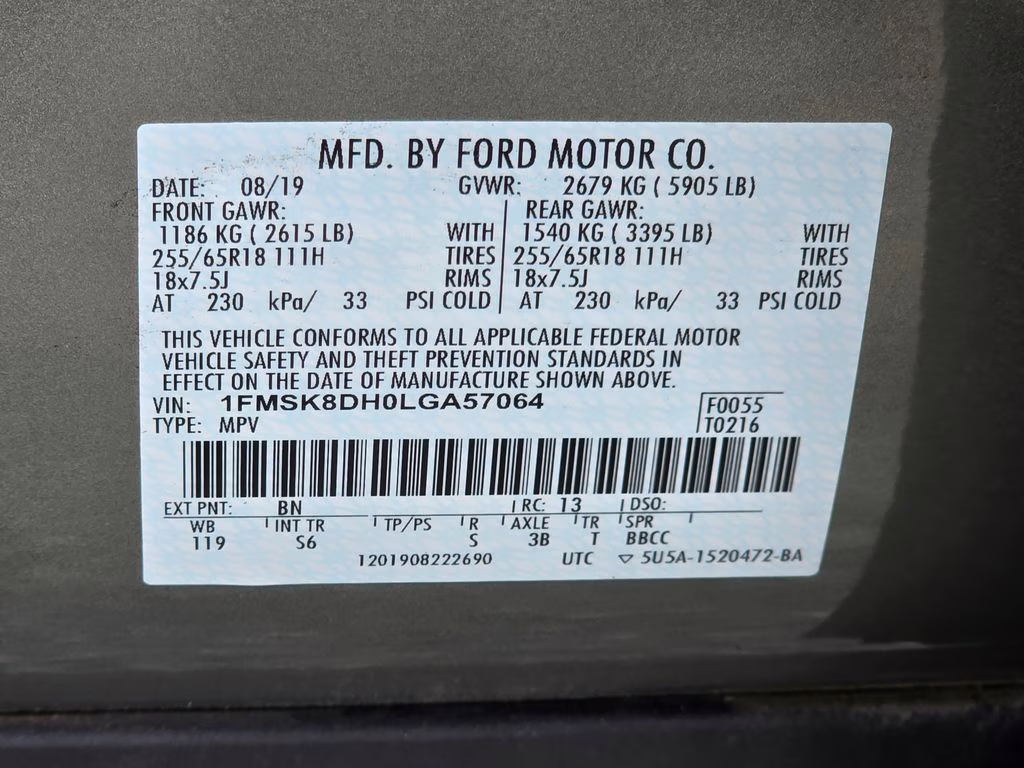 MFD. BY FORD MOTOR CO.
DATE: 08/19 GVWR: 2679 KG ( 5905 LB)
FRONT GAWR: REAR GAWR:
1186 KG ( 2615 LB) WITH 1540 KG ( 3395 LB) WITH
255/65R18 111H TIRES 255/65R18 111H TIRES
18x7.5J RIMS 18x7.5J RIMS
AT 230 kPa/ 33 PSI COLD AT 230 kPa/ 33 PSI COLD
THIS VEHICLE CONFORMS TO ALL APPLICABLE FEDERAL MOTOR
VEHICLE SAFETY AND THEFT PREVENTION STANDARDS IN
EFFECT ON THE DATE OF MANUFACTURE SHOWN ABOVE.
VIN: 1FMSK8DH0LGA57064 F0055
TYPE: MPV T0216
EXT PNT: BN RC: 13 DSO:
WB INT TR TP/PS R AXLE TR SPR
119 S6 S 3B T BBCC
1201908222690 UTC ▽ 5U5A-1520472-BA